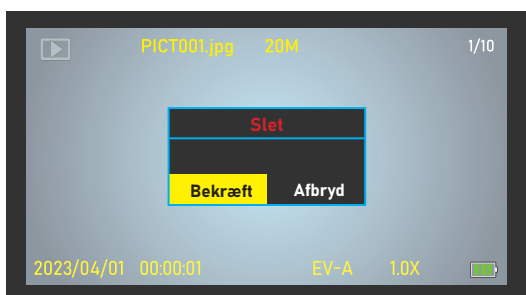 PICT001.jpg 20M 1/10
Slet
Bekræft Afbryd
2023/04/01 00:00:01 EV-A 1.0X